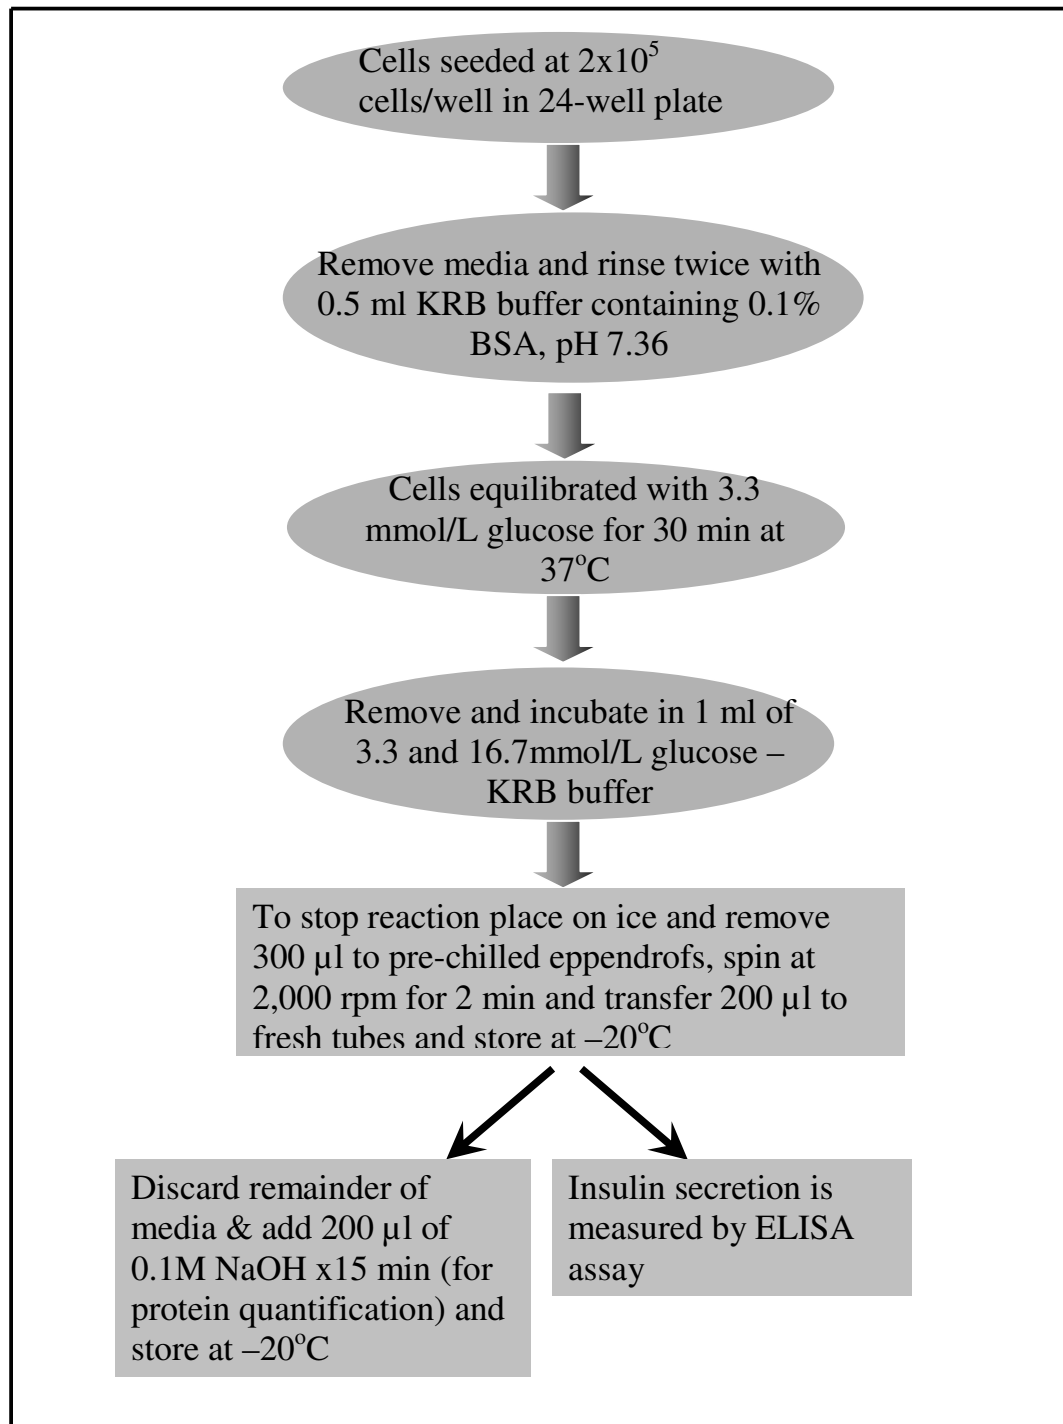 Cells seeded at 2x10⁵
cells/well in 24-well plate
Remove media and rinse twice with
0.5 ml KRB buffer containing 0.1%
BSA, pH 7.36
Cells equilibrated with 3.3
mmol/L glucose for 30 min at
37°C
Remove and incubate in 1 ml of
3.3 and 16.7mmol/L glucose –
KRB buffer
To stop reaction place on ice and remove
300 µl to pre-chilled eppendrofs, spin at
2,000 rpm for 2 min and transfer 200 µl to
fresh tubes and store at –20°C
Discard remainder of
media & add 200 µl of
0.1M NaOH x15 min (for
protein quantification) and
store at –20°C
Insulin secretion is
measured by ELISA
assay